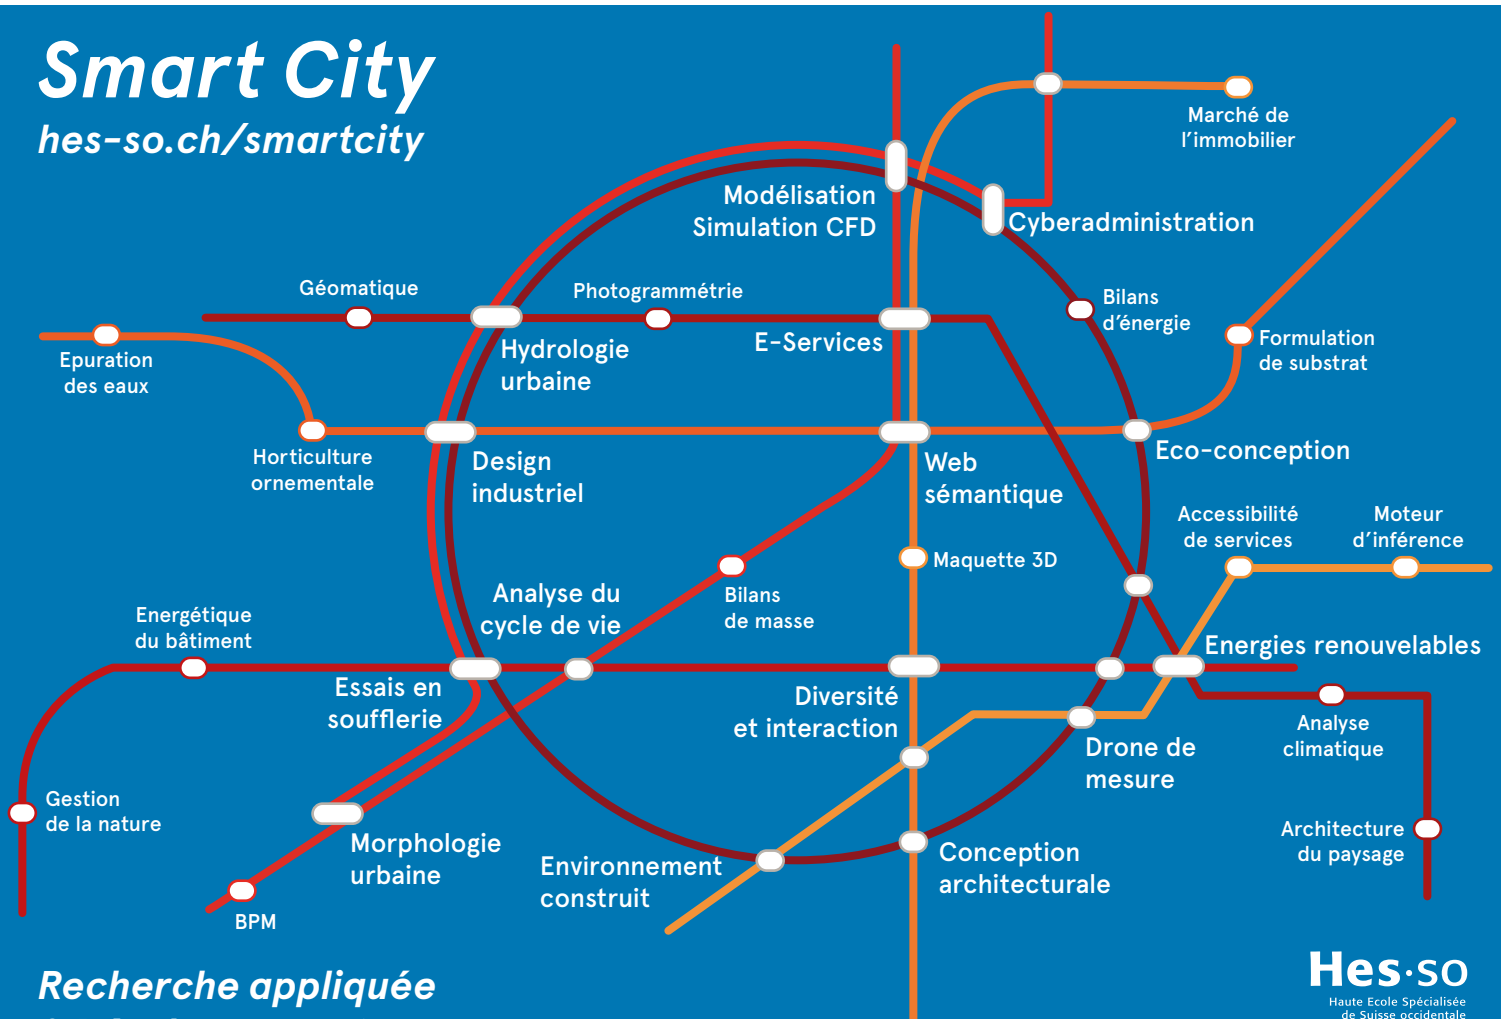 Smart City
hes-so.ch/smartcity
Marché de
l'immobilier
Modélisation
Simulation CFD
Cyberadministration
Géomatique
Photogrammétrie
Bilans
d'énergie
Epuration
des eaux
Hydrologie
urbaine
E-Services
Formulation
de substrat
Horticulture
ornementale
Design
industriel
Web
sémantique
Eco-conception
Accessibilité
de services
Moteur
d'inférence
Maquette 3D
Analyse du
cycle de vie
Bilans
de masse
Energétique
du bâtiment
Energies renouvelables
Essais en
soufflerie
Diversité
et interaction
Drone de
mesure
Analyse
climatique
Gestion
de la nature
Morphologie
urbaine
Environnement
construit
Conception
architecturale
Architecture
du paysage
BPM
Recherche appliquée
Hes·so
Haute Ecole Spécialisée
de Suisse occidentale